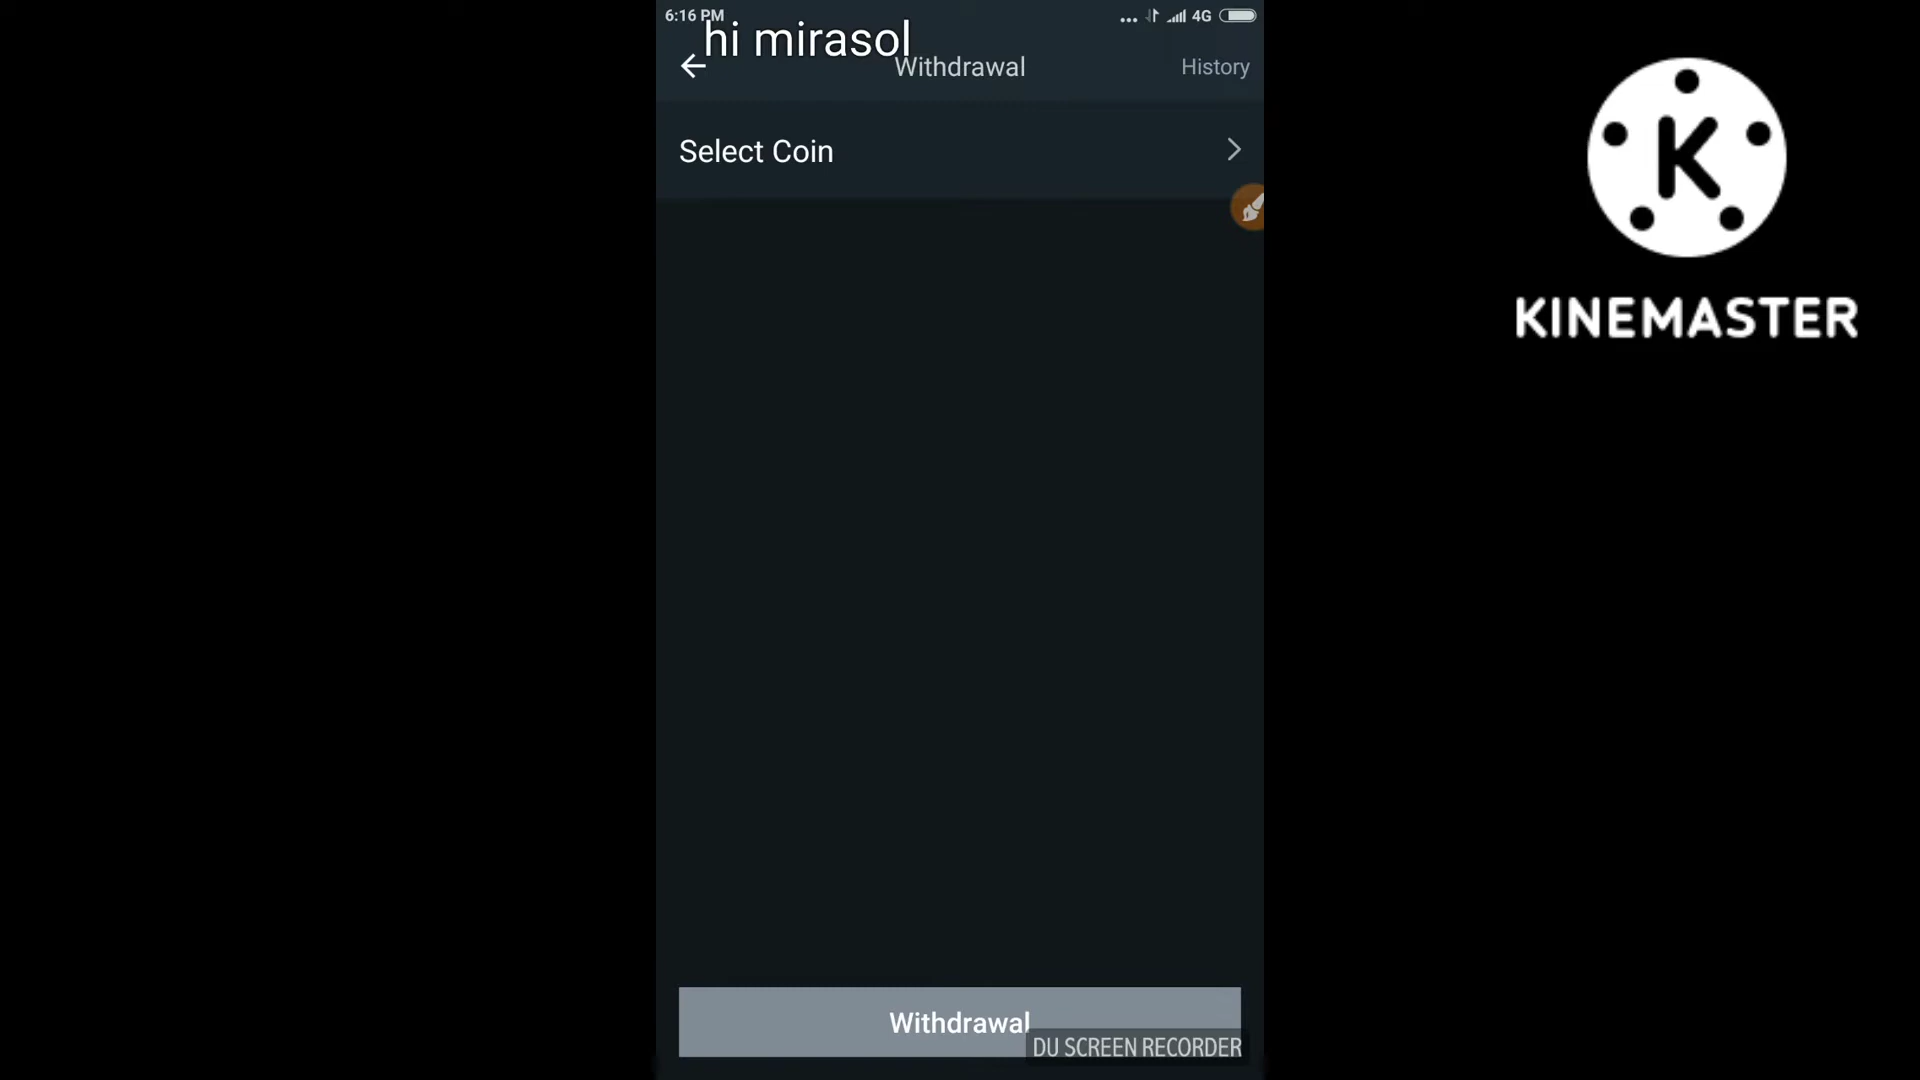 6:16 PM
4G
hi mirasol
Withdrawal
History
Select Coin
K
KINEMASTER
Withdrawal
DU SCREEN RECORDER